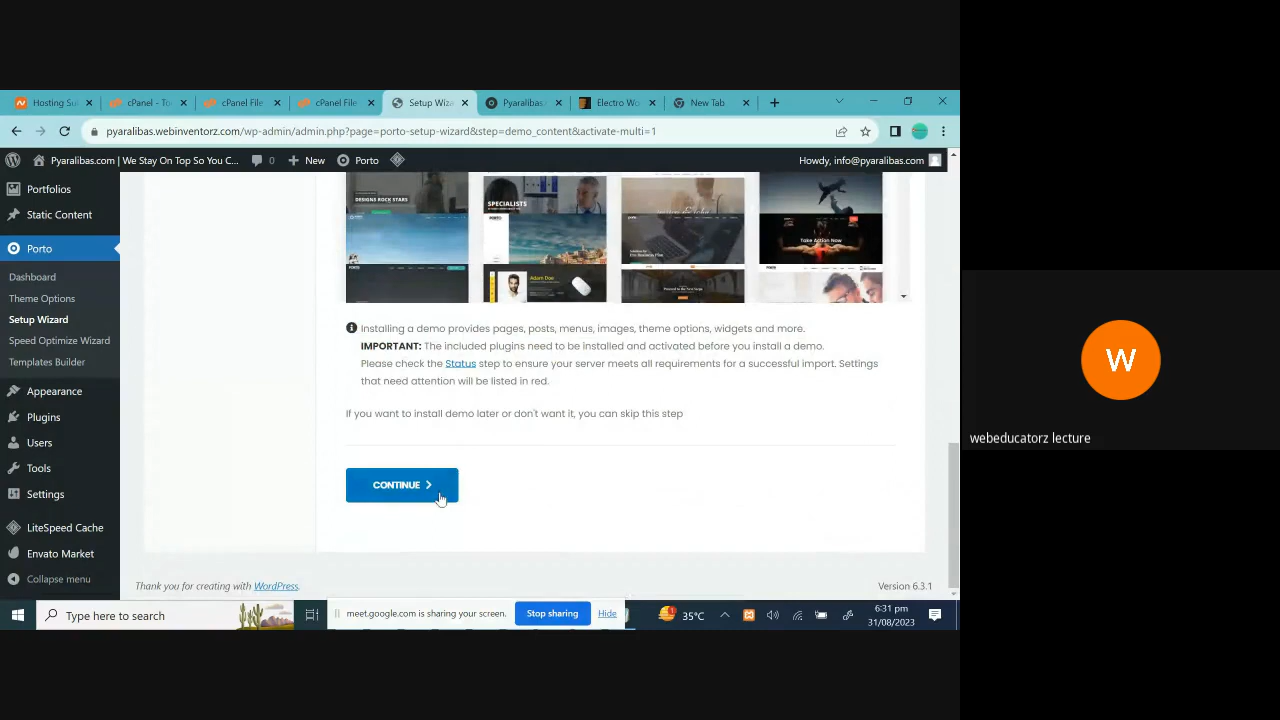 Hosting Su
cPanel - To
cPanel File
cPanel File
Setup Wiza
Pyaralibas.
Electro Wo
New Tab
pyaralibas.webinventorz.com/wp-admin/admin.php?page=porto-setup-wizard&step=demo_content&activate-multi=1
Pyaralibas.com | We Stay On Top So You C...
0
New
Porto
Howdy, info@pyaralibas.com
Portfolios
Static Content
Porto
Dashboard
Theme Options
Setup Wizard
Speed Optimize Wizard
Templates Builder
Appearance
Plugins
Users
Tools
Settings
LiteSpeed Cache
Envato Market
Collapse menu
DESIGNS ROCK STARS
SPECIALISTS
Take Action Now
Adam Doe
Installing a demo provides pages, posts, menus, images, theme options, widgets and more.
IMPORTANT: The included plugins need to be installed and activated before you install a demo.
Please check the Status step to ensure your server meets all requirements for a successful import. Settings
that need attention will be listed in red.
If you want to install demo later or don't want it, you can skip this step
CONTINUE
Thank you for creating with WordPress.
Version 6.3.1
Type here to search
meet.google.com is sharing your screen.
Stop sharing
Hide
1
35°C
6:31 pm
31/08/2023
W
webeducatorz lecture